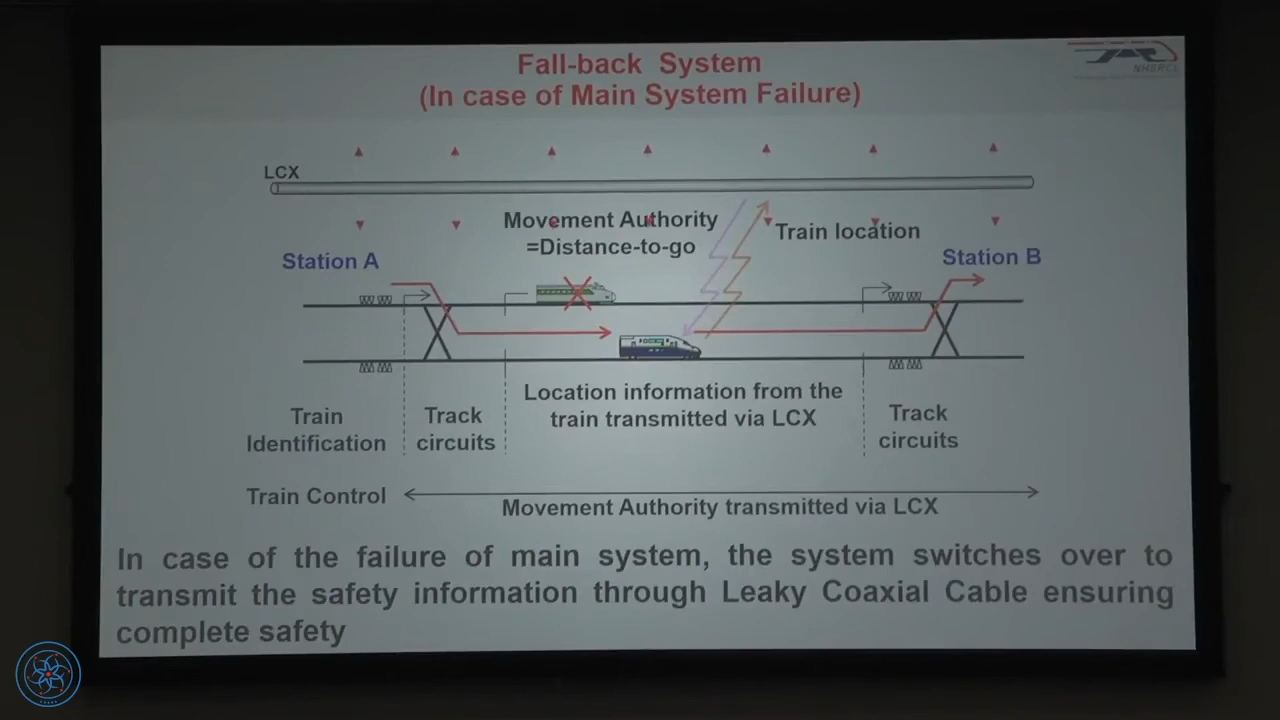 Fall-back System
(In case of Main System Failure)
NHSRCL
LCX
Movement Authority
=Distance-to-go
Train location
Station A
Station B
Location information from the
train transmitted via LCX
Train
Identification
Track
circuits
Track
circuits
Train Control
Movement Authority transmitted via LCX
In case of the failure of main system, the system switches over to
transmit the safety information through Leaky Coaxial Cable ensuring
complete safety